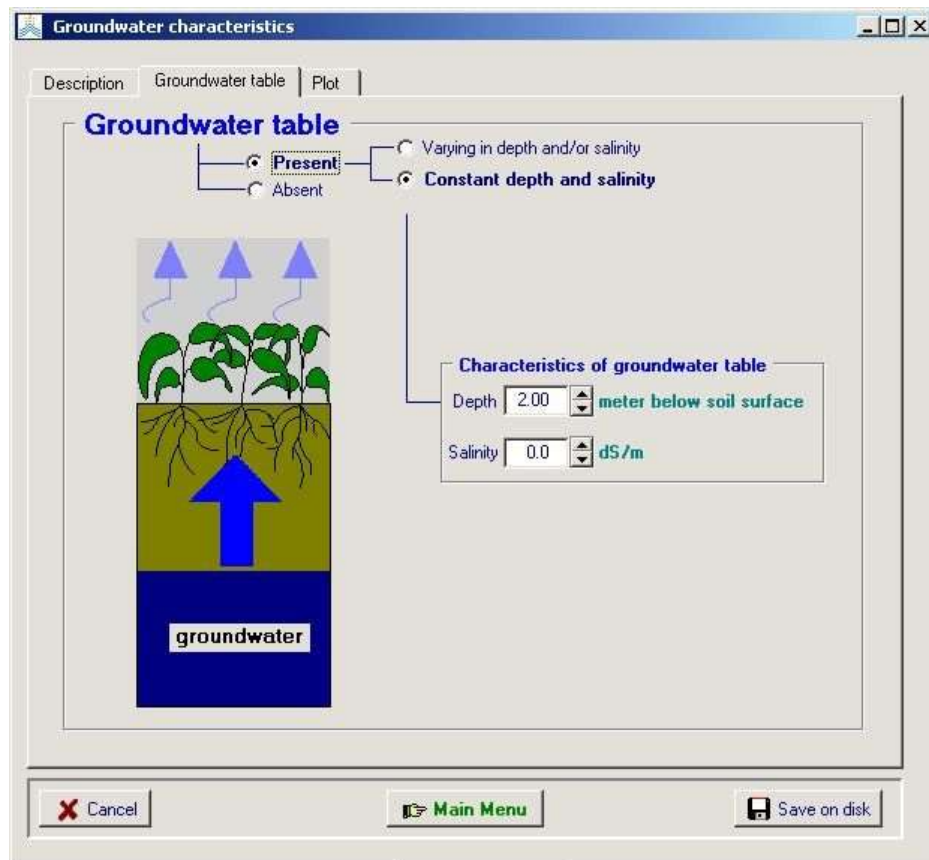 Groundwater characteristics
Description Groundwater table Plot
Groundwater table
Present
Absent
Varying in depth and/or salinity
Constant depth and salinity
Characteristics of groundwater table
Depth 2.00 meter below soil surface
Salinity 0.0 dS/m
groundwater
Cancel Main Menu Save on disk